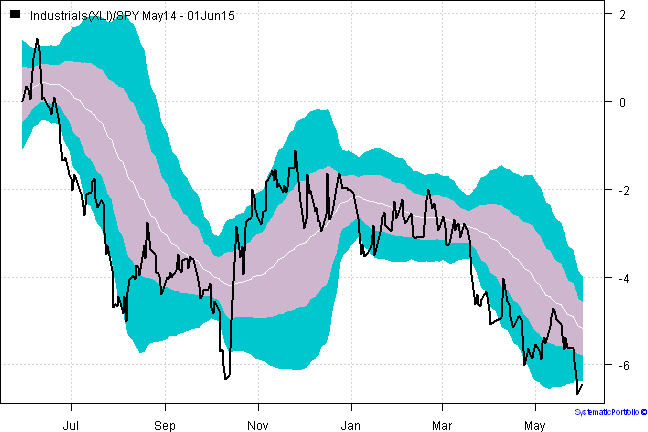 Industrials(XLI)/SPY May14 - 01Jun15
2
0
-2
-4
-6
Jul Sep Nov Jan Mar May
SystematicPortfolio ©